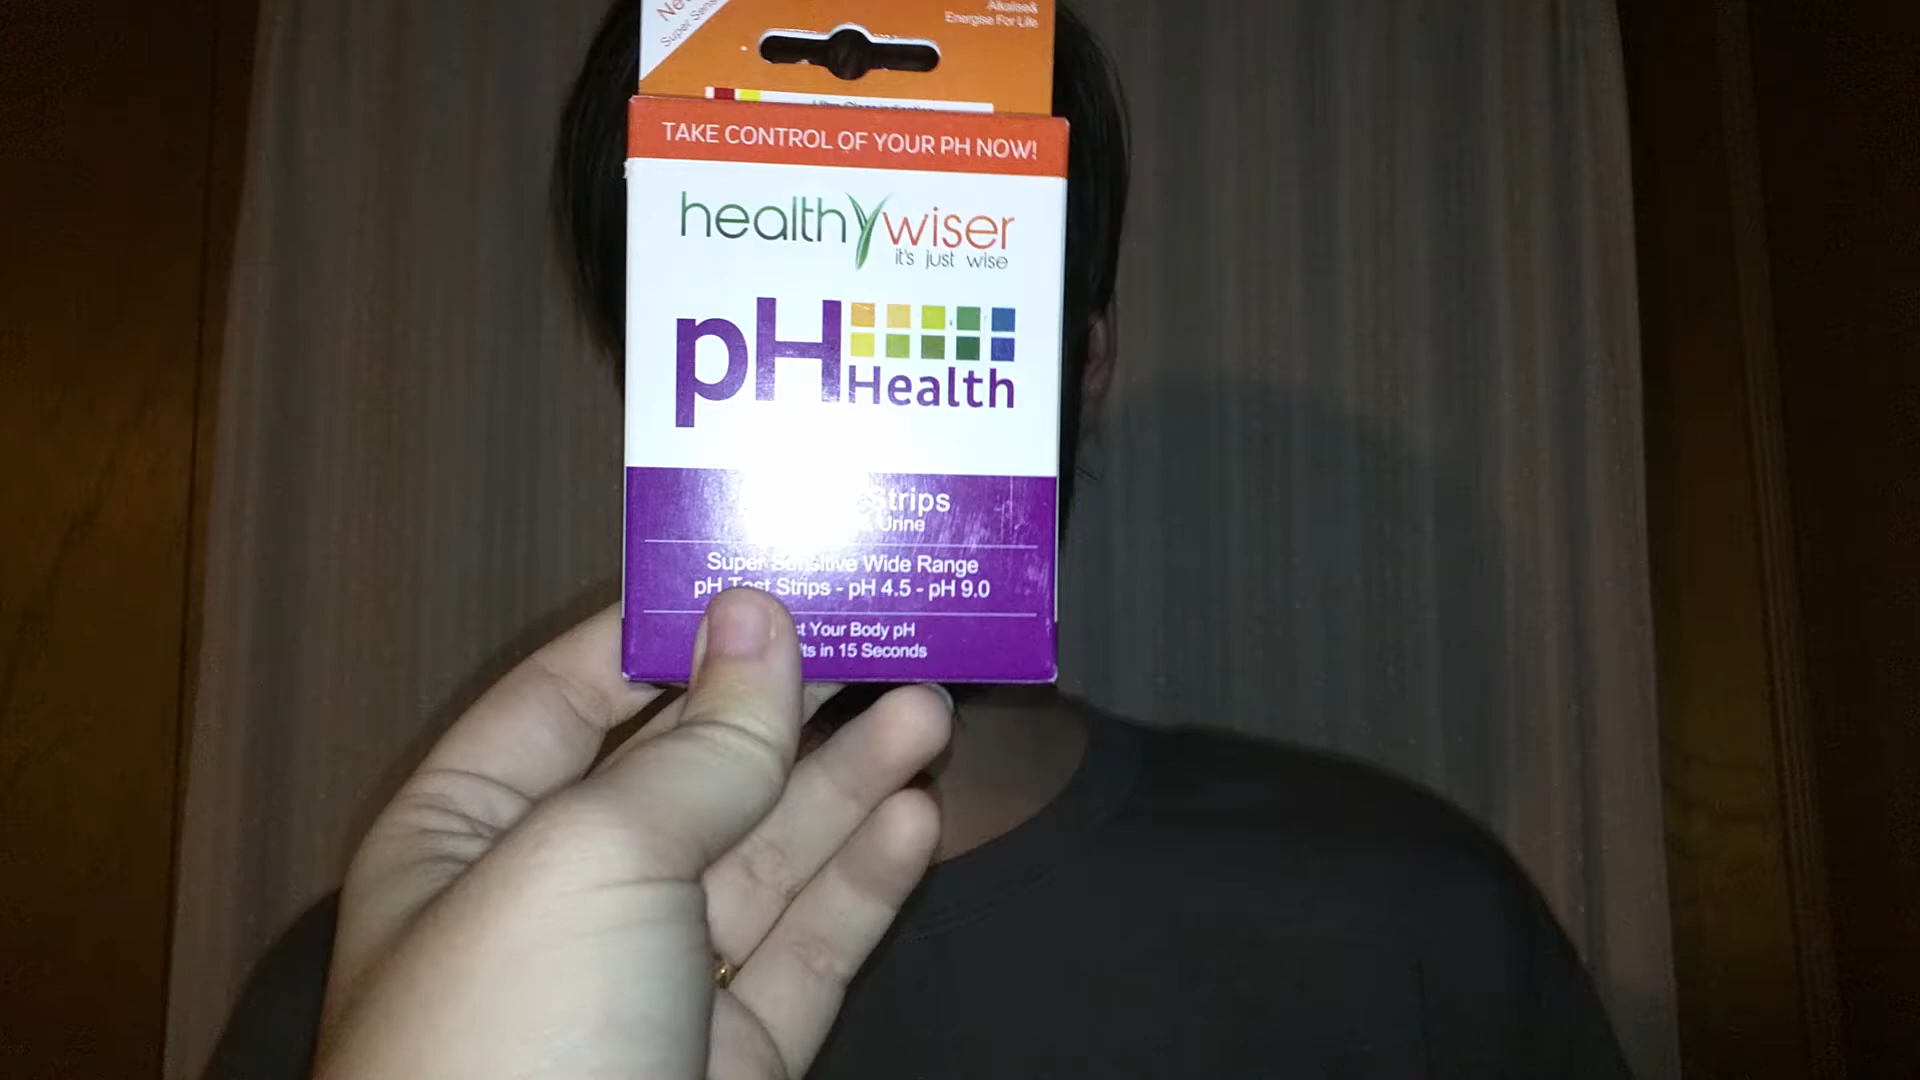 Super
Alkalise&
Energise For Life
TAKE CONTROL OF YOUR PH NOW!
healthywiser
it's just wise
pH
Health
Strips
Urine
Super Sensitive Wide Range
pH Test Strips - pH 4.5 - pH 9.0
Your Body pH
in 15 Seconds